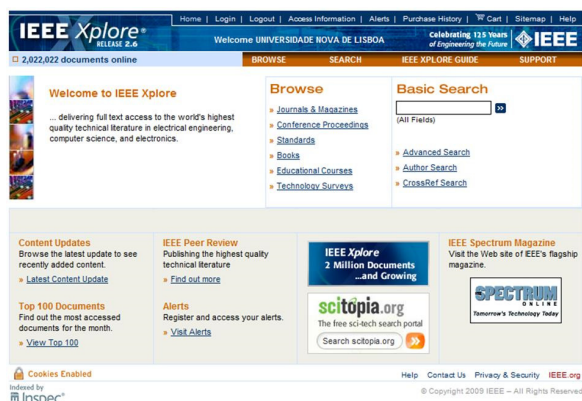 IEEE Xplore®
RELEASE 2.6
Home | Login | Logout | Access Information | Alerts | Purchase History | Cart | Sitemap | Help
Welcome UNIVERSIDADE NOVA DE LISBOA
Celebrating 125 Years
of Engineering the Future
IEEE
2,022,022 documents online
BROWSE SEARCH IEEE XPLORE GUIDE SUPPORT
Welcome to IEEE Xplore
... delivering full text access to the world's highest
quality technical literature in electrical engineering,
computer science, and electronics.
Browse
» Journals & Magazines
» Conference Proceedings
» Standards
» Books
» Educational Courses
» Technology Surveys
Basic Search
»
(All Fields)
» Advanced Search
» Author Search
» CrossRef Search
Content Updates
Browse the latest update to see
recently added content.
» Latest Content Update
Top 100 Documents
Find out the most accessed
documents for the month.
» View Top 100
IEEE Peer Review
Publishing the highest quality
technical literature
» Find out more
Alerts
Register and access your alerts.
» Visit Alerts
IEEE Xplore
2 Million Documents
...and Growing
scitopia.org
The free sci-tech search portal
Search scitopia.org »
IEEE Spectrum Magazine
Visit the Web site of IEEE's flagship
magazine.
SPECTRUM
ONLINE
Tomorrow's Technology Today
Cookies Enabled
Help Contact Us Privacy & Security IEEE.org
Indexed by
Inspec®
© Copyright 2009 IEEE – All Rights Reserved